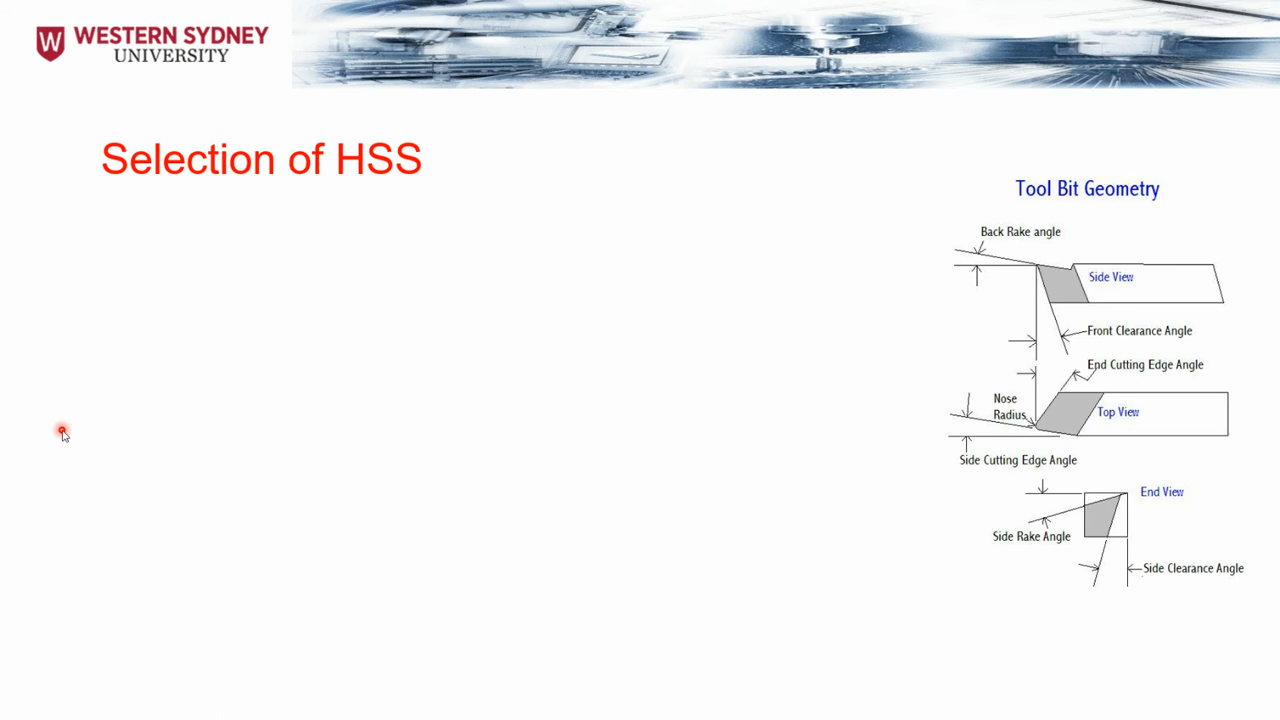 WESTERN SYDNEY
UNIVERSITY
Selection of HSS
Tool Bit Geometry
Back Rake angle
Side View
Front Clearance Angle
End Cutting Edge Angle
Nose
Radius
Top View
Side Cutting Edge Angle
End View
Side Rake Angle
Side Clearance Angle